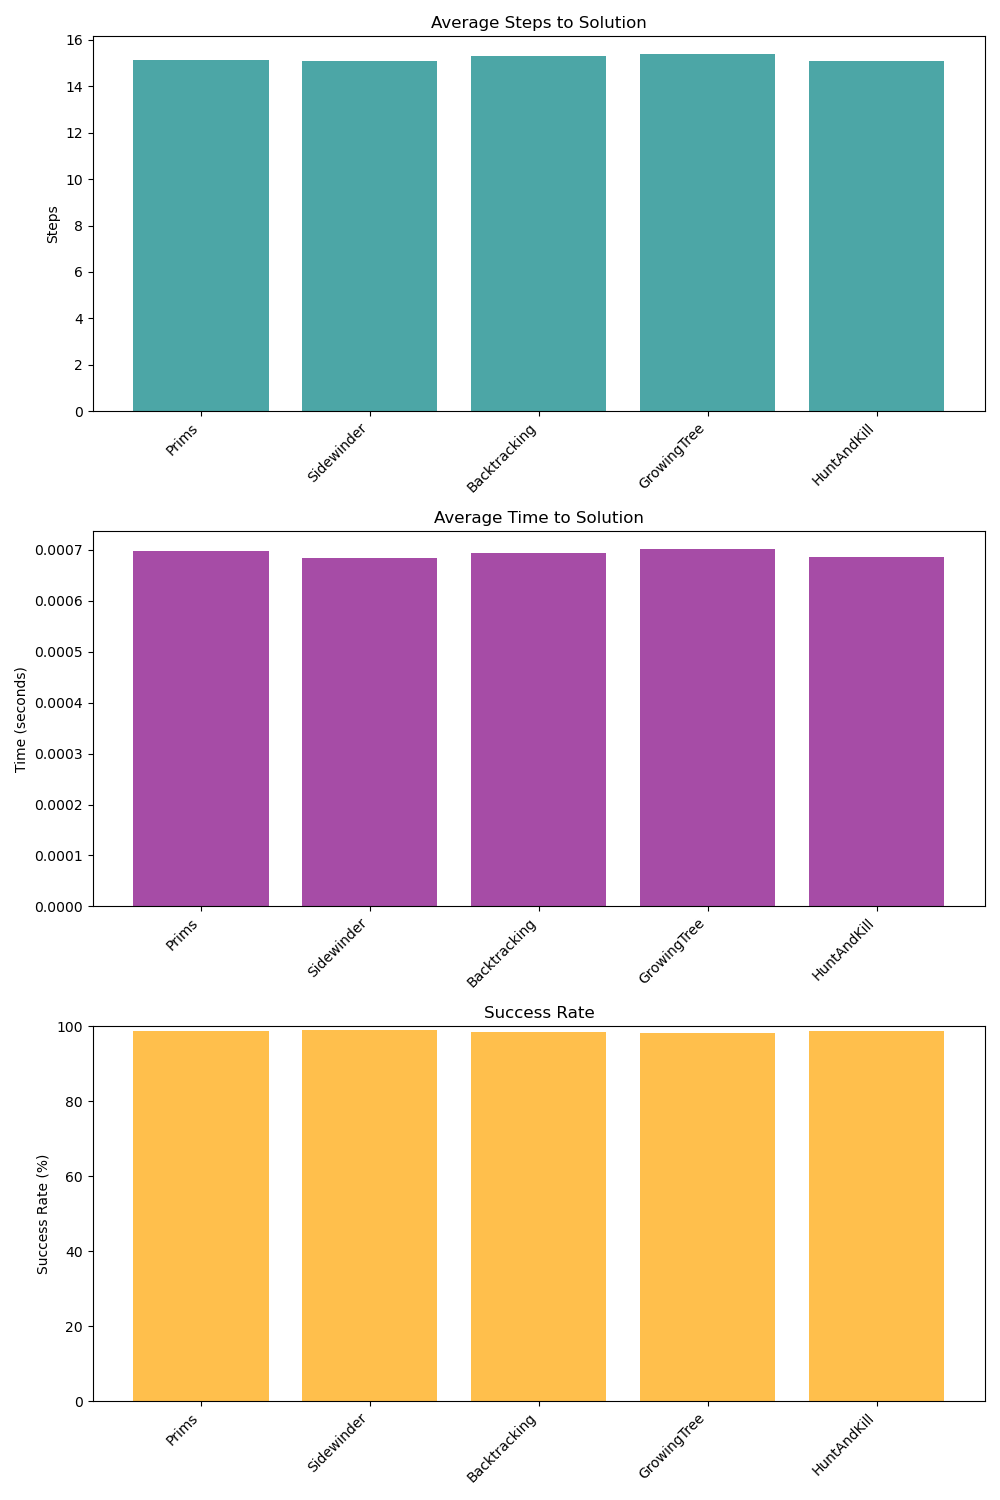 Average Steps to Solution
16
14
12
10
8
6
4
2
0
Steps
Prims
Sidewinder
Backtracking
GrowingTree
HuntAndKill
Average Time to Solution
0.0007
0.0006
0.0005
0.0004
0.0003
0.0002
0.0001
0.0000
Time (seconds)
Prims
Sidewinder
Backtracking
GrowingTree
HuntAndKill
Success Rate
100
80
60
40
20
0
Success Rate (%)
Prims
Sidewinder
Backtracking
GrowingTree
HuntAndKill